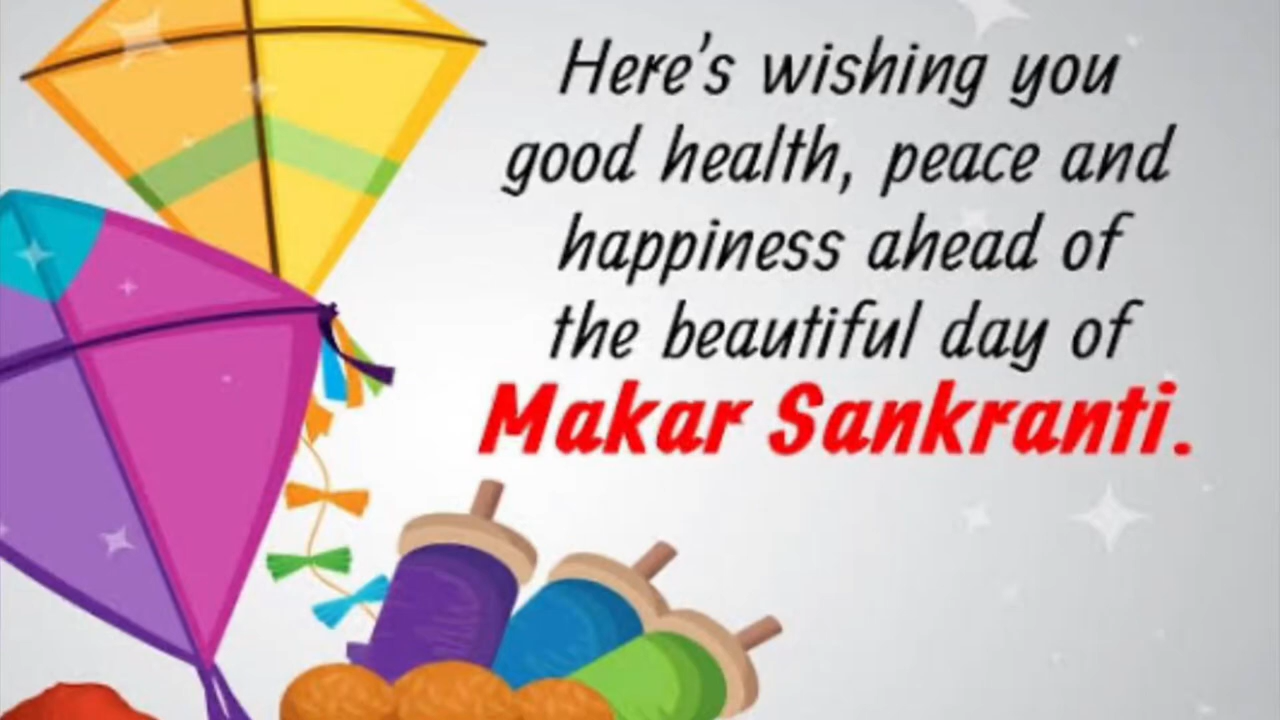 Here's wishing you
good health, peace and
happiness ahead of
the beautiful day of
Makar Sankranti.